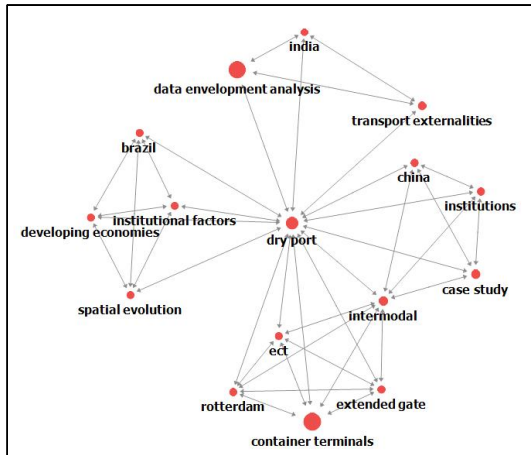 india
data envelopment analysis
transport externalities
brazil
china
institutions
institutional factors
developing economies
dry port
case study
spatial evolution
intermodal
ect
rotterdam
extended gate
container terminals